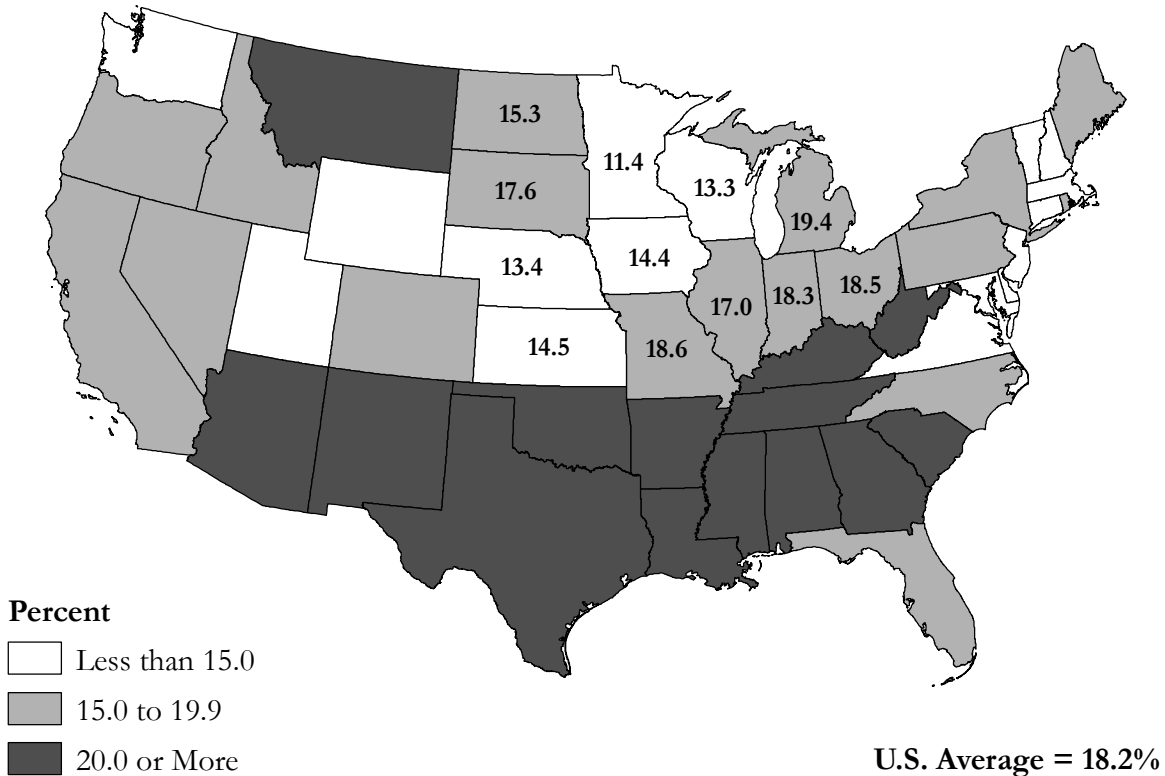 15.3
11.4
13.3
17.6
19.4
14.4
13.4
18.5
18.3
17.0
14.5
18.6
Percent
Less than 15.0
15.0 to 19.9
20.0 or More
U.S. Average = 18.2%